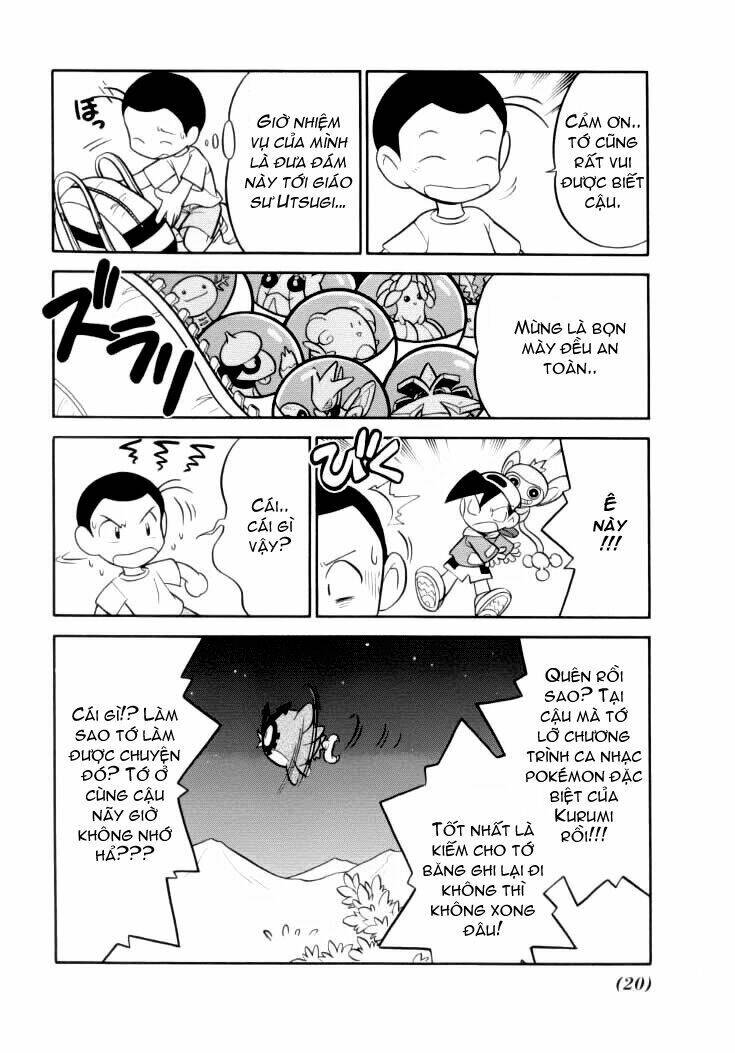 CẢM ƠN..
TỚ CŨNG
RẤT VUI
ĐƯỢC BIẾT
CẬU.
GIỜ NHIỆM
VỤ CỦA MÌNH
LÀ ĐƯA ĐÁM
NÀY TỚI GIÁO
SƯ UTSUGI...
ほっ
MỪNG LÀ BỌN
MÀY ĐỀU AN
TOÀN..
ズラリ
Ê
NÀY
!!!
びく
CÁI..
CÁI GÌ
VẬY?
QUÊN RỒI
SAO? TẠI
CẬU MÀ TỚ
LỠ CHƯƠNG
TRÌNH CA NHẠC
POKÉMON ĐẶC
BIỆT CỦA
KURUMI
RỒI!!!
TỐT NHẤT LÀ
KIẾM CHO TỚ
BĂNG GHI LẠI ĐI
KHÔNG THÌ
KHÔNG XONG
ĐÂU!
CÁI GÌ!? LÀM
SAO TỚ LÀM
ĐƯỢC CHUYỆN
ĐÓ? TỚ Ở
CÙNG CẬU
NÃY GIỜ
KHÔNG NHỚ
HẢ???
(20)